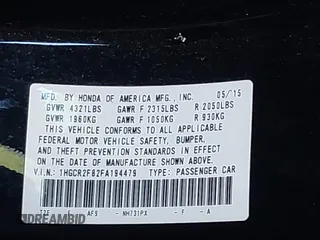 MFD. BY HONDA OF AMERICA MFG., INC. 05/15
GVWR 4321LBS GAWR F 2315LBS R 2050LBS
GVWR 1960KG GAWR F 1050KG R 930KG
THIS VEHICLE CONFORMS TO ALL APPLICABLE
FEDERAL MOTOR VEHICLE SAFETY, BUMPER,
AND THEFT PREVENTION STANDARDS IN EFFECT
ON THE DATE OF MANUFACTURE SHOWN ABOVE.
V.I.N.: 1HGCR2F82FA194479 TYPE: PASSENGER CAR
AF9 - NH731PX - F - A
DREAMBID